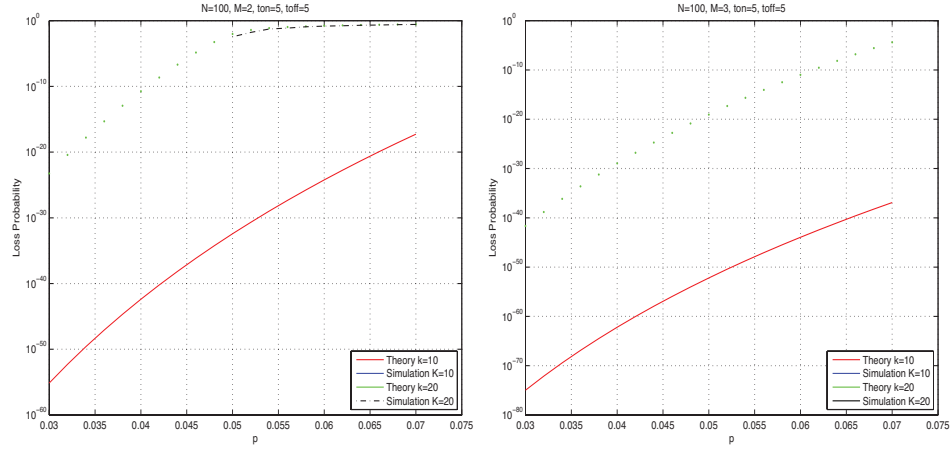 N=100, M=2, ton=5, toff=5
10^0
10^-10
10^-20
10^-30
10^-40
10^-50
10^-60
Loss Probability
0.03 0.035 0.04 0.045 0.05 0.055 0.06 0.065 0.07 0.075
p
Theory k=10
Simulation K=10
Theory k=20
Simulation K=20
N=100, M=3, ton=5, toff=5
10^0
10^-10
10^-20
10^-30
10^-40
10^-50
10^-60
10^-70
10^-80
Loss Probability
0.03 0.035 0.04 0.045 0.05 0.055 0.06 0.065 0.07 0.075
p
Theory k=10
Simulation K=10
Theory k=20
Simulation K=20